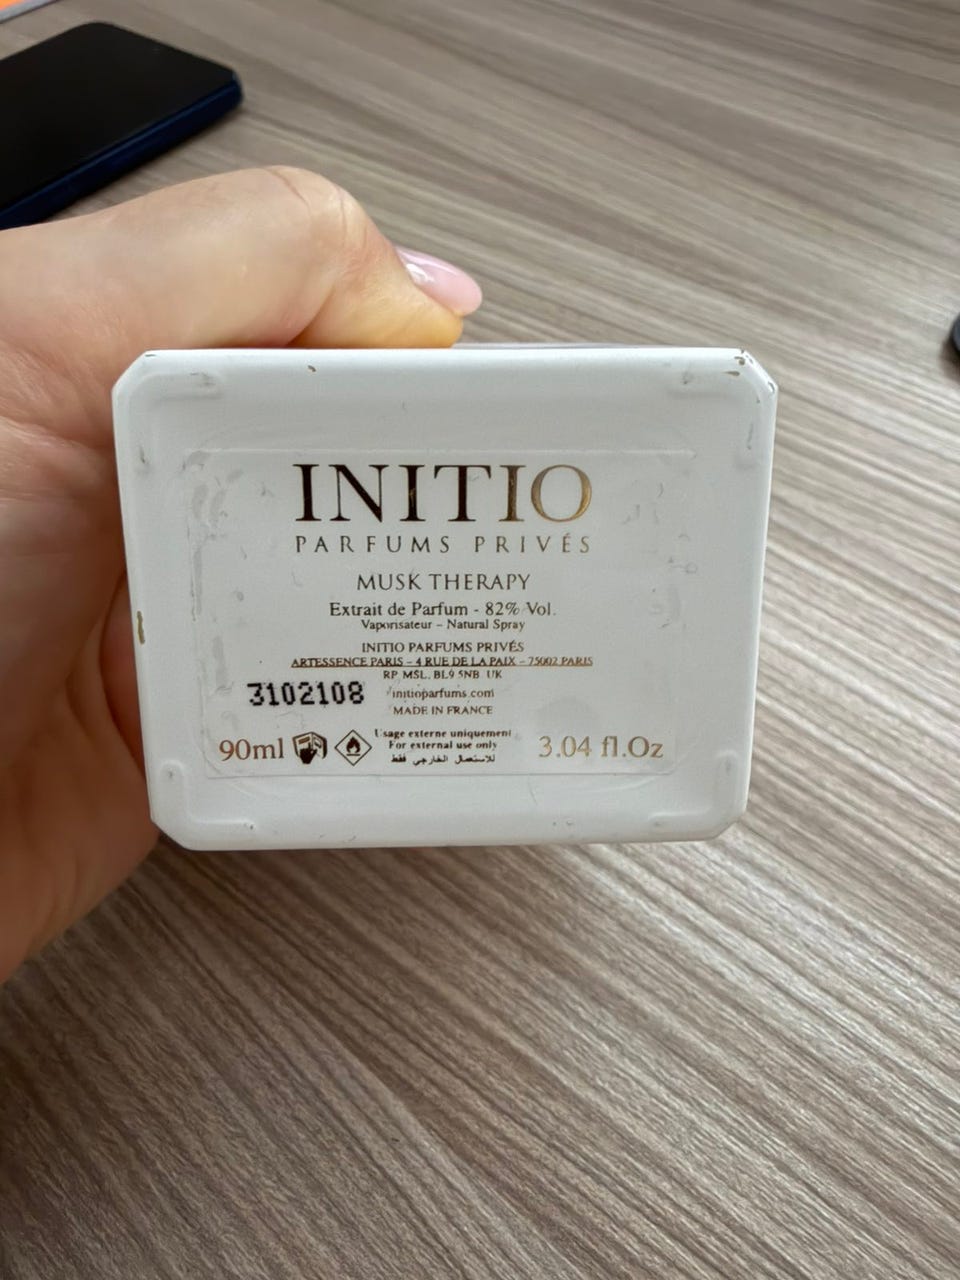 INITIO
PARFUMS PRIVÉS
MUSK THERAPY
Extrait de Parfum - 82% Vol.
Vaporisateur – Natural Spray
INITIO PARFUMS PRIVÉS
ARTESSENCE PARIS – 4 RUE DE LA PAIX – 75002 PARIS
RP MSL, BL9 5NB UK
3102108
initioparfums.com
MADE IN FRANCE
90ml
Usage externe uniquement
For external use only
للاستعمال الخارجي فقط
3.04 fl.Oz